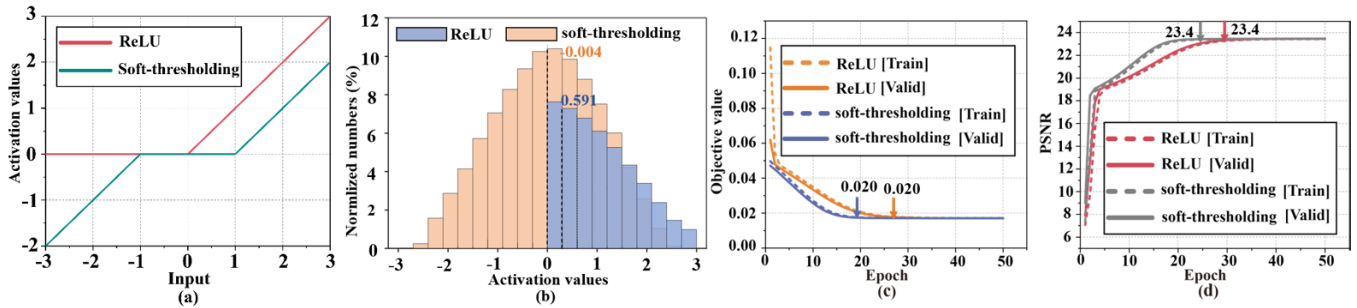 3
2
1
0
-1
-2
-3
-2
-1
0
1
2
3
Activation values
Input
ReLU
Soft-thresholding
(a)
12
10
8
6
4
2
0
-3
-2
-1
0
1
2
3
Normalized numbers (%)
Activation values
ReLU
soft-thresholding
-0.004
0.591
(b)
0.12
0.10
0.08
0.06
0.04
0.02
0.00
0
10
20
30
40
50
Objective value
Epoch
ReLU [Train]
ReLU [Valid]
soft-thresholding [Train]
soft-thresholding [Valid]
0.020
0.020
(c)
24
22
20
18
16
14
12
10
8
6
0
10
20
30
40
50
PSNR
Epoch
23.4
23.4
ReLU [Train]
ReLU [Valid]
soft-thresholding [Train]
soft-thresholding [Valid]
(d)